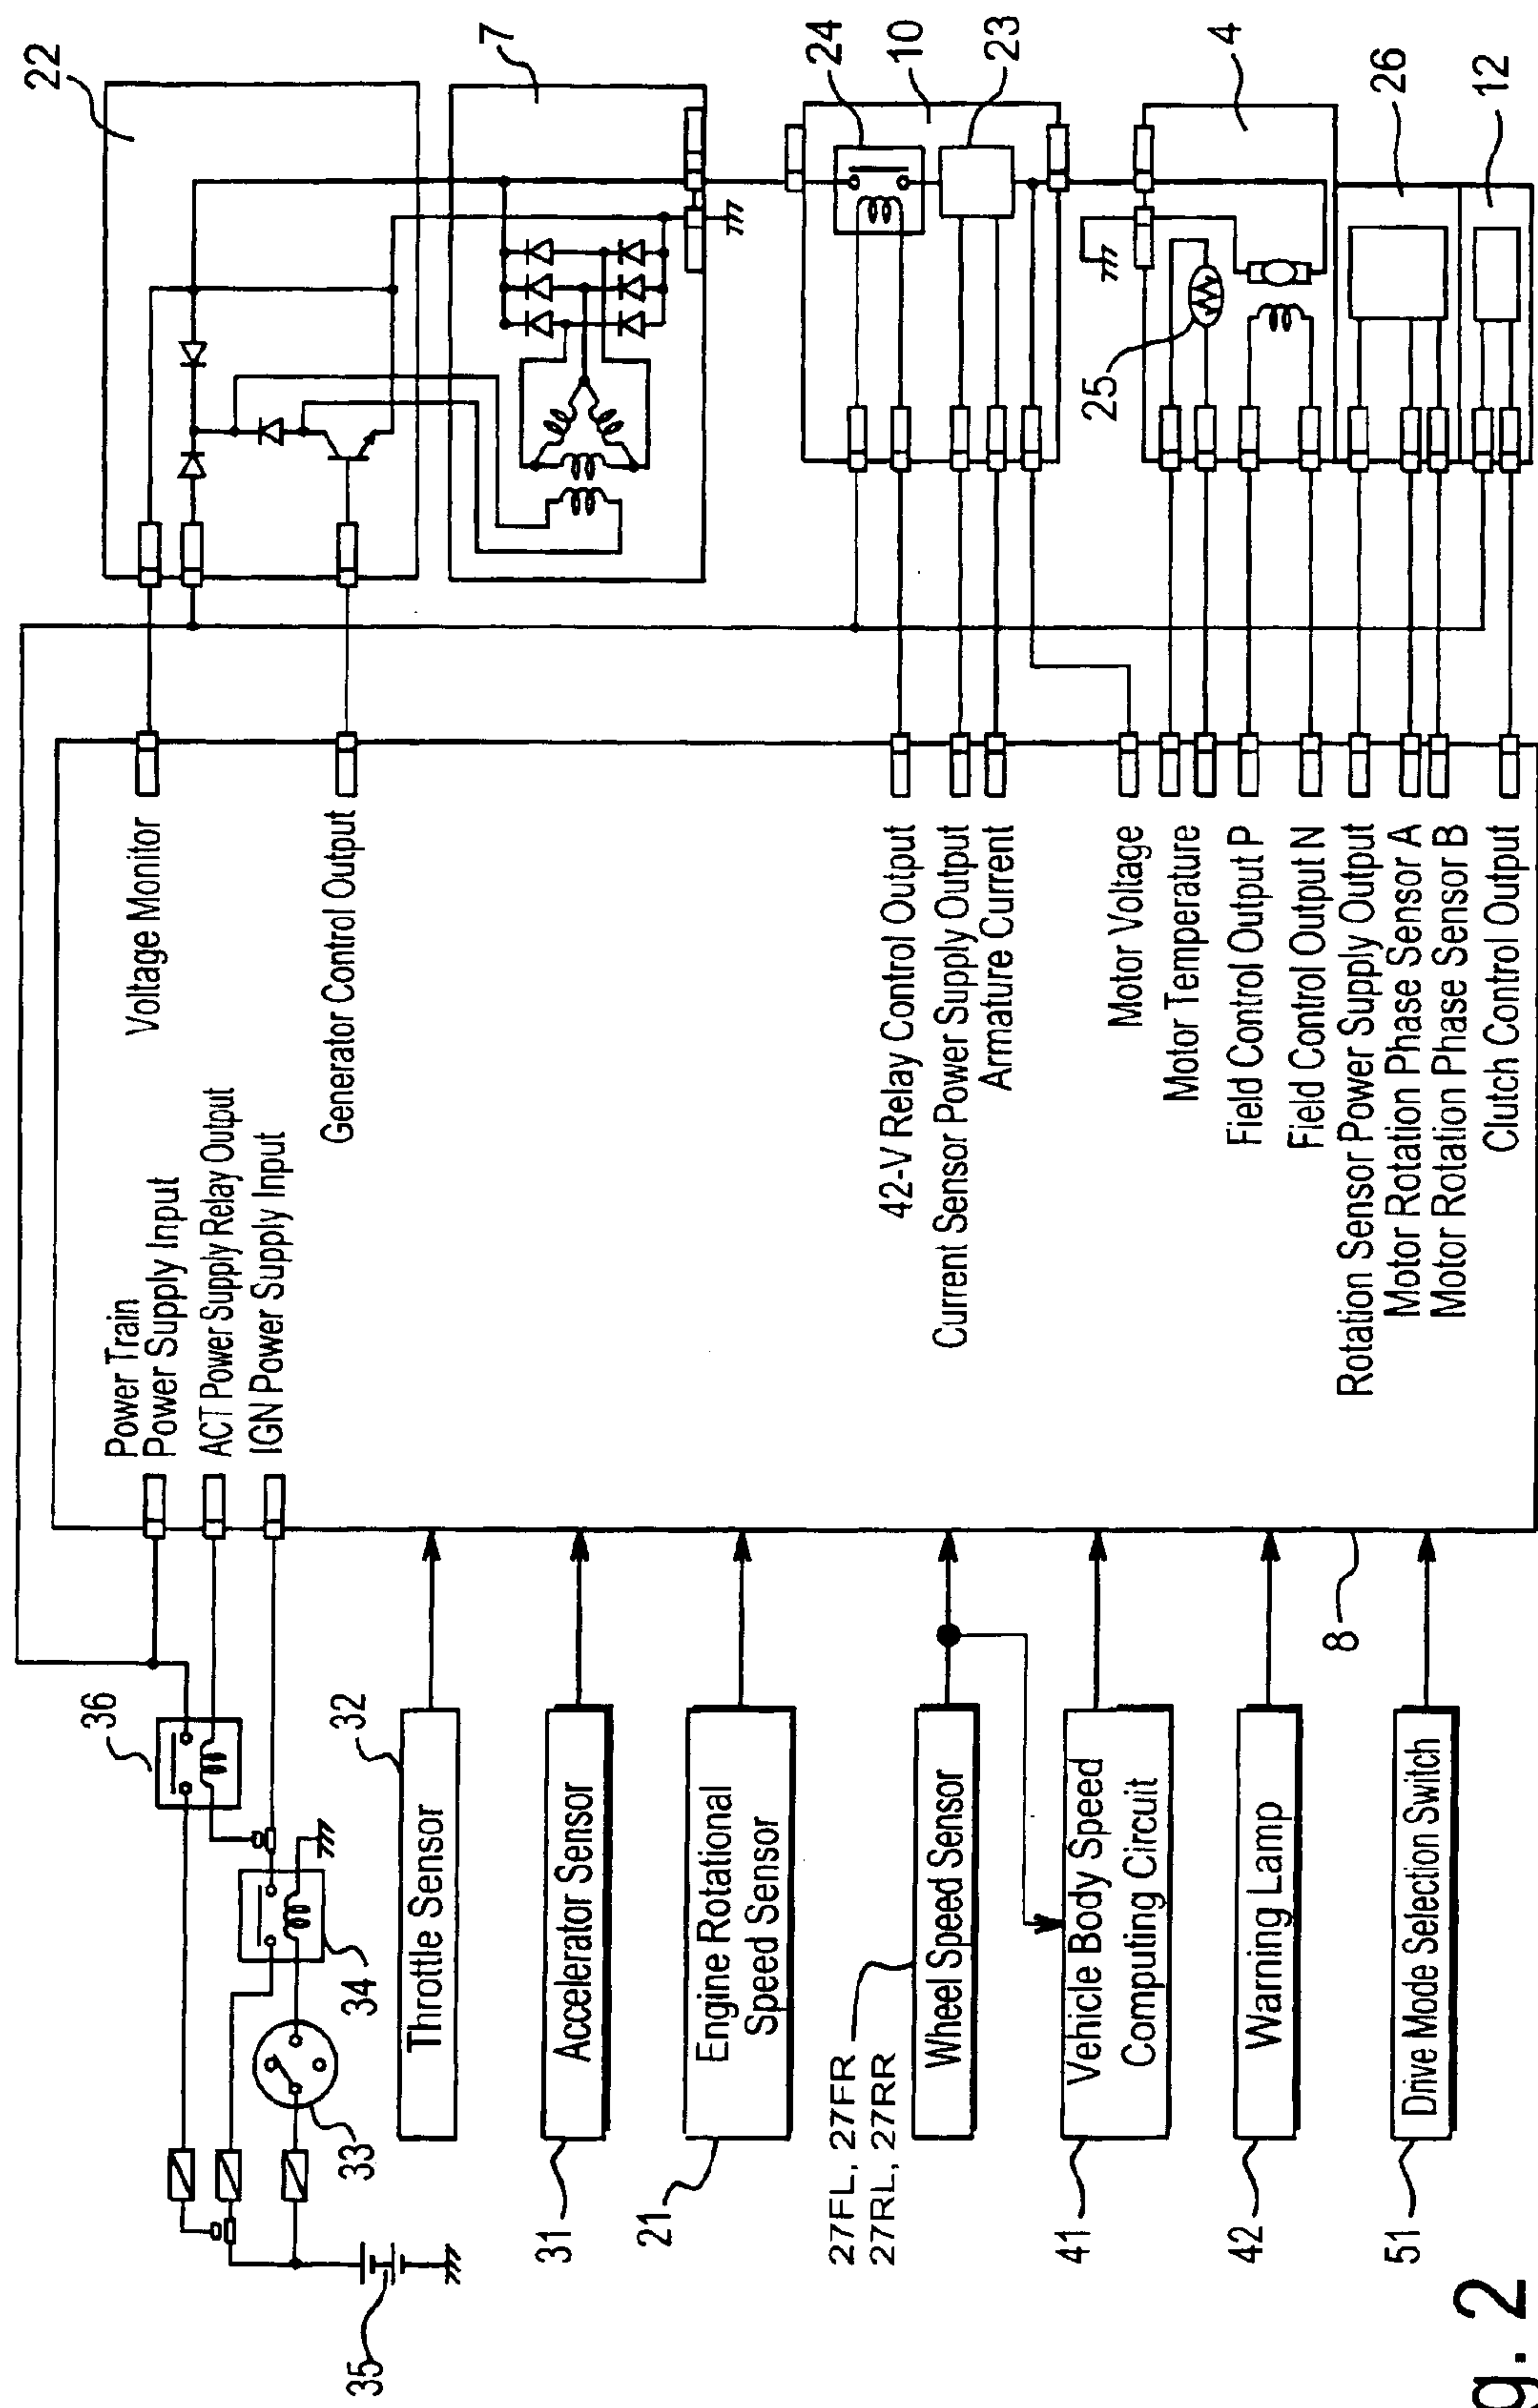 22
7
24
10
23
4
26
12
25
Voltage Monitor
Generator Control Output
42-V Relay Control Output
Current Sensor Power Supply Output
Armature Current
Motor Voltage
Motor Temperature
Field Control Output P
Field Control Output N
Rotation Sensor Power Supply Output
Motor Rotation Phase Sensor A
Motor Rotation Phase Sensor B
Clutch Control Output
Power Train
Power Supply Input
ACT Power Supply Relay Output
IGN Power Supply Input
8
36
34
33
35
32
Throttle Sensor
Accelerator Sensor
31
Engine Rotational
Speed Sensor
21
Wheel Speed Sensor
27FL, 27FR
27RL, 27RR
Vehicle Body Speed
Computing Circuit
41
Warning Lamp
42
Drive Mode Selection Switch
51
g. 2